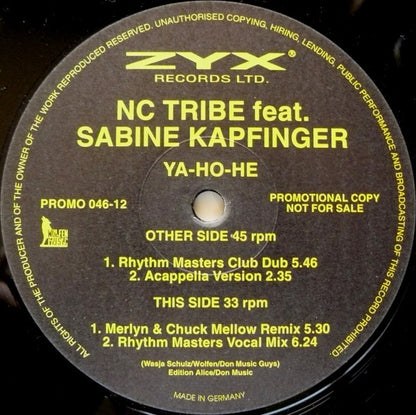 ALL RIGHTS OF THE PRODUCER AND OF THE OWNER OF THE WORK REPRODUCED RESERVED. UNAUTHORISED COPYING, HIRING, LENDING, PUBLIC PERFORMANCE AND BROADCASTING OF THIS RECORD PROHIBITED.
ZYX®
RECORDS LTD.
NC TRIBE feat.
SABINE KAPFINGER
YA-HO-HE
PROMO 046-12
PROMOTIONAL COPY
NOT FOR SALE
OTHER SIDE 45 rpm
1. Rhythm Masters Club Dub 5.46
2. Acappella Version 2.35
THIS SIDE 33 rpm
1. Merlyn & Chuck Mellow Remix 5.30
2. Rhythm Masters Vocal Mix 6.24
(Wasja Schulz/Wolfen/Don Music Guys)
Edition Alice/Don Music
MADE IN GERMANY